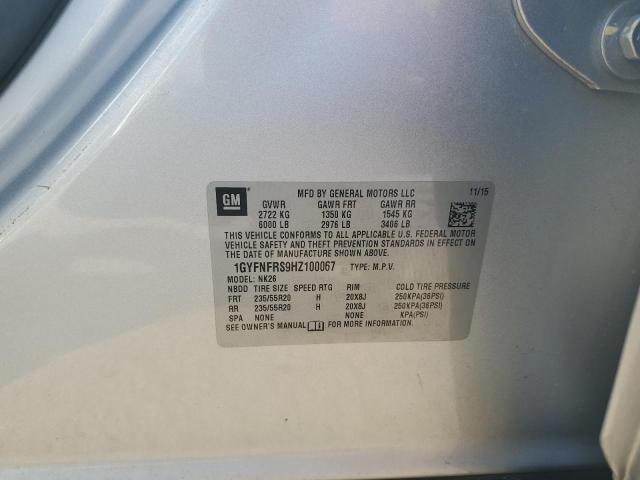 GM
MFD BY GENERAL MOTORS LLC 11/15
GVWR GAWR FRT GAWR RR
2722 KG 1350 KG 1545 KG
6000 LB 2976 LB 3406 LB
THIS VEHICLE CONFORMS TO ALL APPLICABLE U.S. FEDERAL MOTOR
VEHICLE SAFETY AND THEFT PREVENTION STANDARDS IN EFFECT ON
THE DATE OF MANUFACTURE SHOWN ABOVE.
1GYFNFRS9HZ100067 TYPE: M.P.V.
MODEL: NK26
NBDD TIRE SIZE SPEED RTG RIM COLD TIRE PRESSURE
FRT 235/55R20 H 20X8J 250KPA(36PSI)
RR 235/55R20 H 20X8J 250KPA(36PSI)
SPA NONE NONE KPA(PSI)
SEE OWNER'S MANUAL FOR MORE INFORMATION.